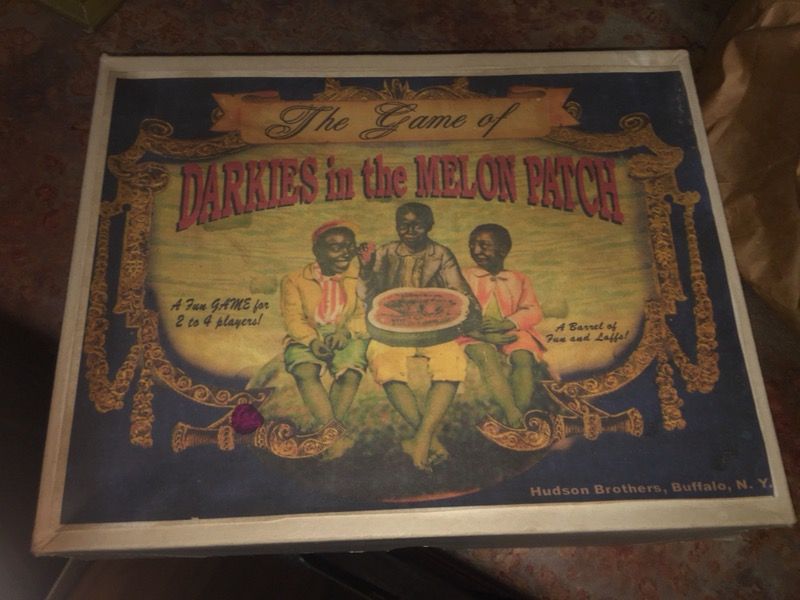 The Game of
DARKIES in the MELON PATCH
A Fun GAME for
2 to 4 players!
A Barrel of
Fun and Laffs!
Hudson Brothers, Buffalo, N. Y.